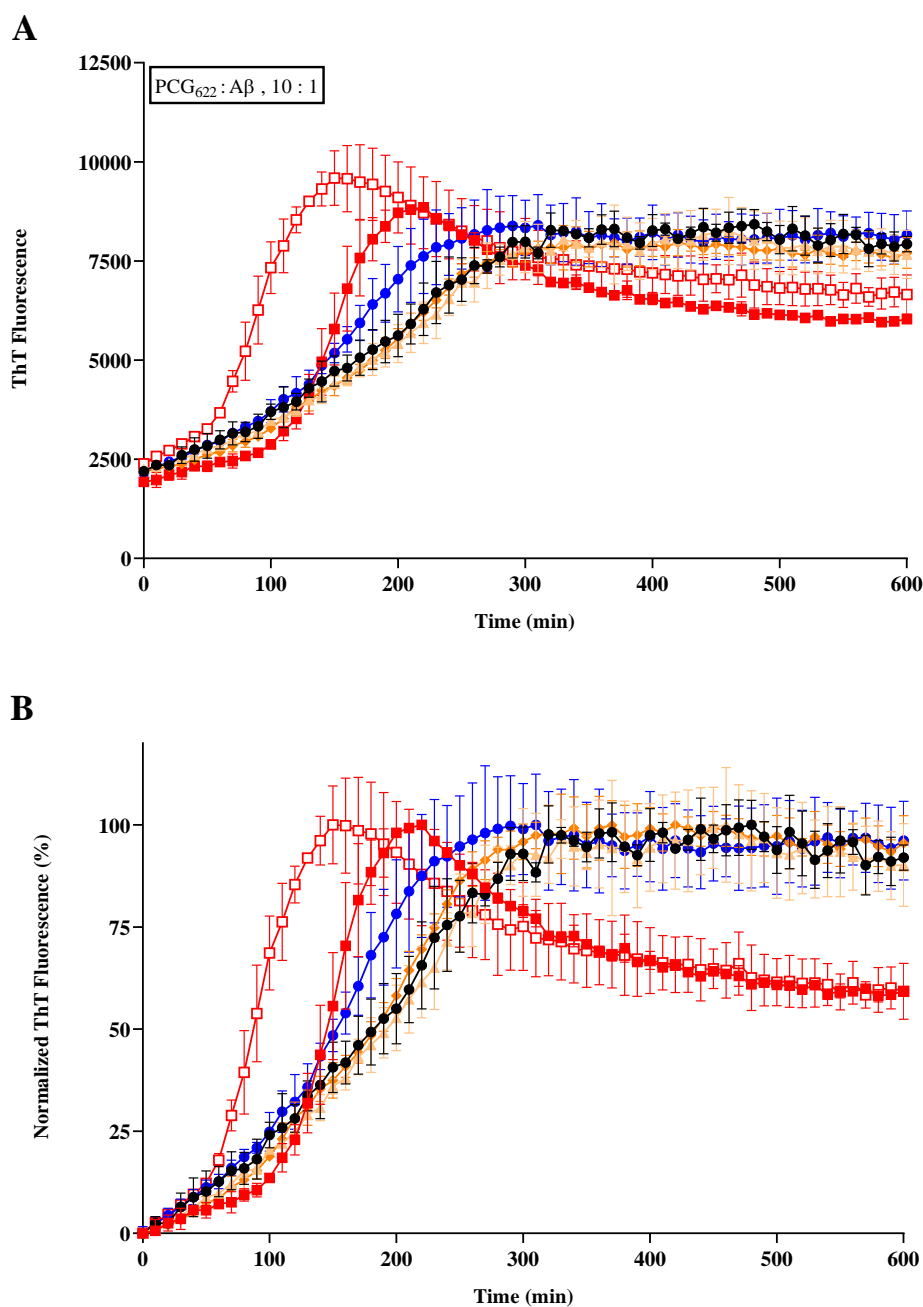 A
12500
PCG622 : Aβ , 10 : 1
10000
7500
5000
2500
0
ThT Fluorescence
0 100 200 300 400 500 600
Time (min)
B
100
75
50
25
0
Normalized ThT Fluorescence (%)
0 100 200 300 400 500 600
Time (min)